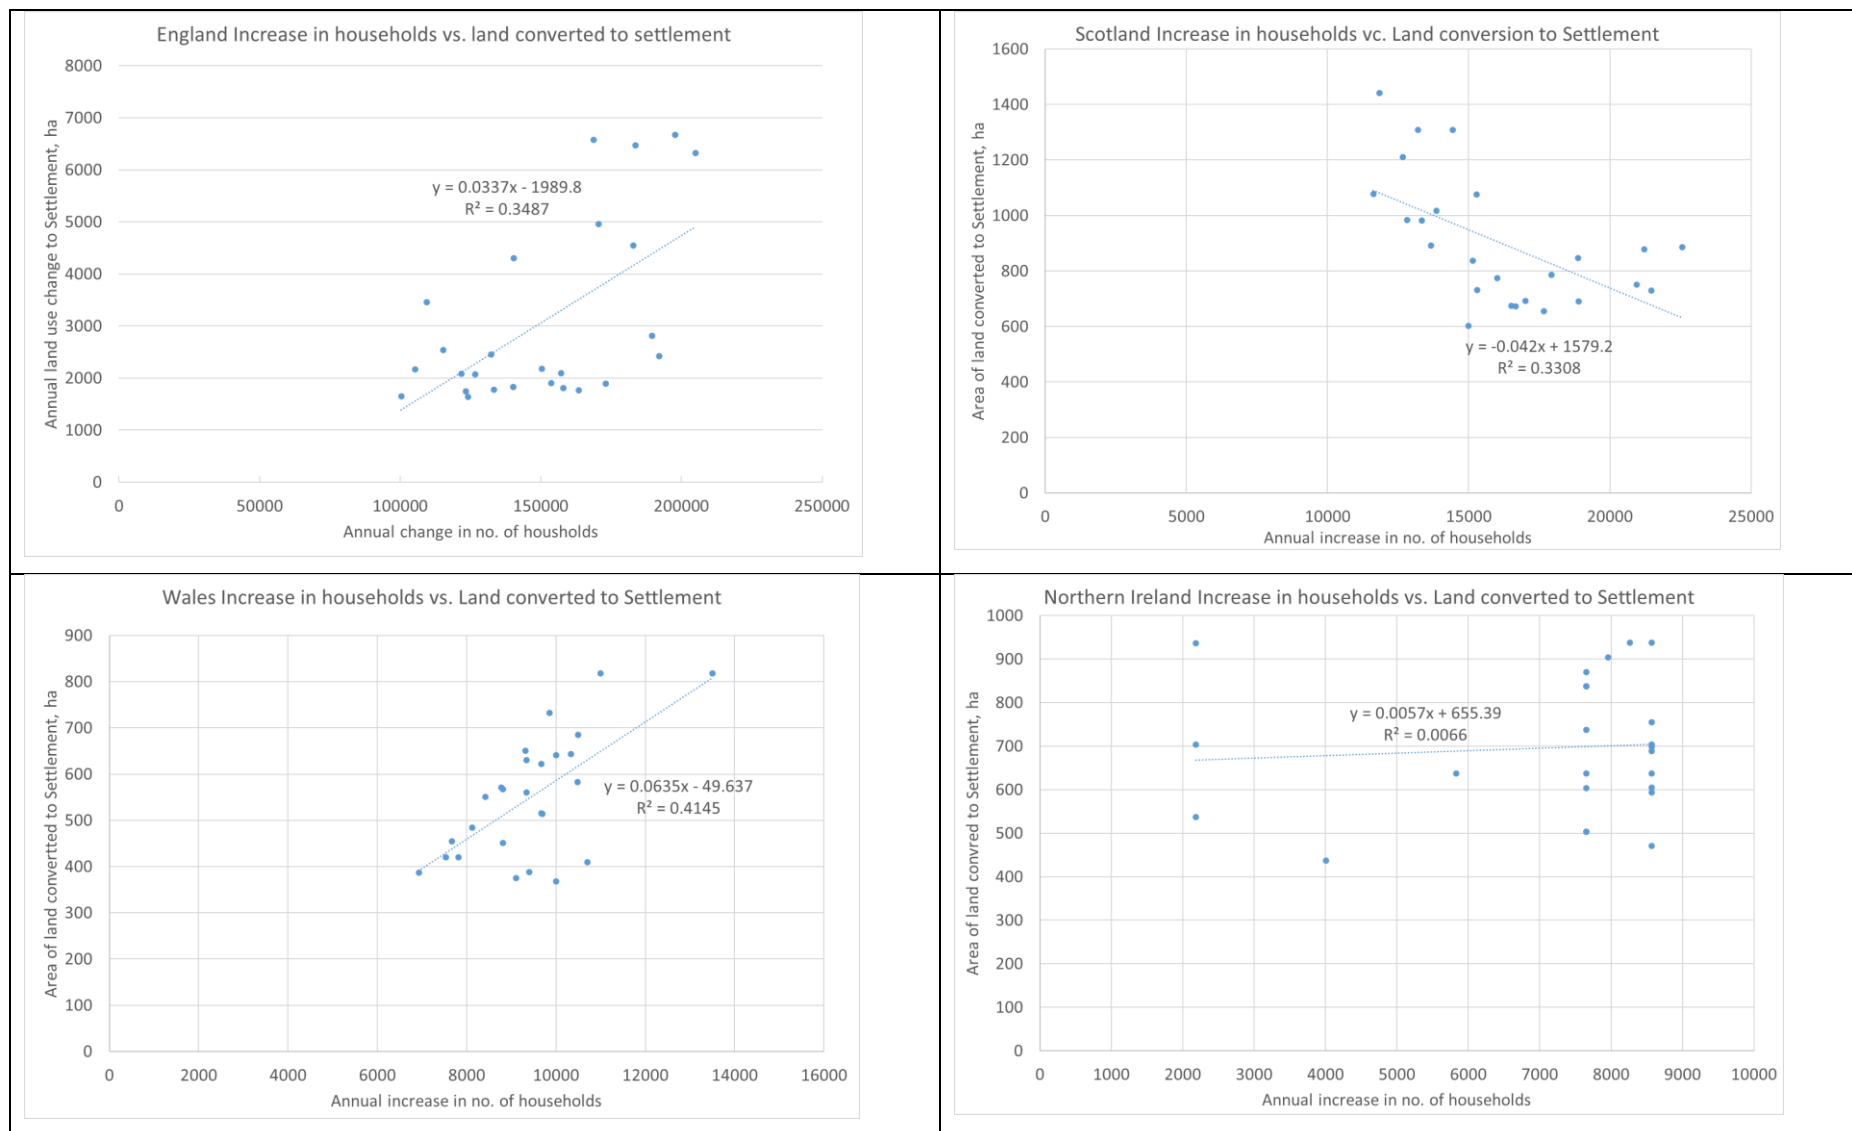 England Increase in households vs. land converted to settlement
Annual land use change to Settlement, ha
8000
7000
6000
5000
4000
3000
2000
1000
0
y = 0.0337x - 1989.8
R² = 0.3487
0 50000 100000 150000 200000 250000
Annual change in no. of housholds
Scotland Increase in households vc. Land conversion to Settlement
Area of land converted to Settlement, ha
1600
1400
1200
1000
800
600
400
200
0
y = -0.042x + 1579.2
R² = 0.3308
0 5000 10000 15000 20000 25000
Annual increase in no. of households
Wales Increase in households vs. Land converted to Settlement
Area of land convertted to Settlement, ha
900
800
700
600
500
400
300
200
100
0
y = 0.0635x - 49.637
R² = 0.4145
0 2000 4000 6000 8000 10000 12000 14000 16000
Annual increase in no. of households
Northern Ireland Increase in households vs. Land converted to Settlement
Area of land convred to Settlement, ha
1000
900
800
700
600
500
400
300
200
100
0
y = 0.0057x + 655.39
R² = 0.0066
0 1000 2000 3000 4000 5000 6000 7000 8000 9000 10000
Annual increase in no. of households